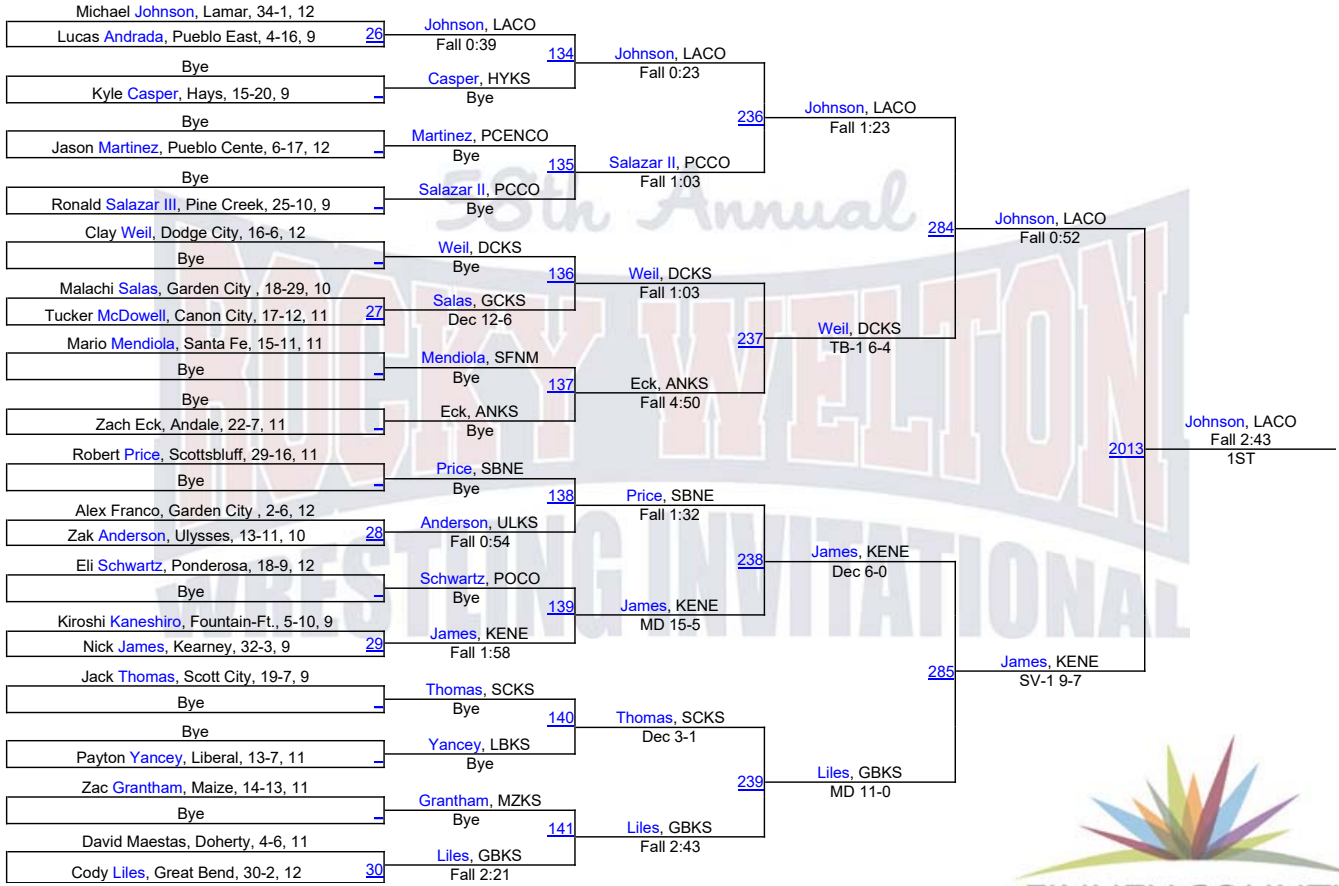 Michael Johnson, Lamar, 34-1, 12
Lucas Andrada, Pueblo East, 4-16, 9
26
Bye
Kyle Casper, Hays, 15-20, 9
Bye
Jason Martinez, Pueblo Cente, 6-17, 12
Bye
Ronald Salazar III, Pine Creek, 25-10, 9
Clay Weil, Dodge City, 16-6, 12
Bye
Malachi Salas, Garden City , 18-29, 10
Tucker McDowell, Canon City, 17-12, 11
27
Mario Mendiola, Santa Fe, 15-11, 11
Bye
Bye
Zach Eck, Andale, 22-7, 11
Robert Price, Scottsbluff, 29-16, 11
Bye
Alex Franco, Garden City , 2-6, 12
Zak Anderson, Ulysses, 13-11, 10
28
Eli Schwartz, Ponderosa, 18-9, 12
Bye
Kiroshi Kaneshiro, Fountain-Ft., 5-10, 9
Nick James, Kearney, 32-3, 9
29
Jack Thomas, Scott City, 19-7, 9
Bye
Bye
Payton Yancey, Liberal, 13-7, 11
Zac Grantham, Maize, 14-13, 11
Bye
David Maestas, Doherty, 4-6, 11
Cody Liles, Great Bend, 30-2, 12
30
Johnson, LACO
Fall 0:39
134
Casper, HYKS
Bye
Martinez, PCENCO
Bye
135
Salazar II, PCCO
Bye
Weil, DCKS
Bye
136
Salas, GCKS
Dec 12-6
Mendiola, SFNM
Bye
137
Eck, ANKS
Bye
Price, SBNE
Bye
138
Anderson, ULKS
Fall 0:54
Schwartz, POCO
Bye
139
James, KENE
Fall 1:58
Thomas, SCKS
Bye
140
Yancey, LBKS
Bye
Grantham, MZKS
Bye
141
Liles, GBKS
Fall 2:21
Johnson, LACO
Fall 0:23
236
Salazar II, PCCO
Fall 1:03
Weil, DCKS
Fall 1:03
237
Eck, ANKS
Fall 4:50
Price, SBNE
Fall 1:32
238
James, KENE
MD 15-5
Thomas, SCKS
Dec 3-1
239
Liles, GBKS
Fall 2:43
Johnson, LACO
Fall 1:23
284
Weil, DCKS
TB-1 6-4
James, KENE
Dec 6-0
285
Liles, GBKS
MD 11-0
Johnson, LACO
Fall 0:52
2013
James, KENE
SV-1 9-7
Johnson, LACO
Fall 2:43
1ST
58th Annual
ROCKY WELTON
WRESTLING INVITATIONAL